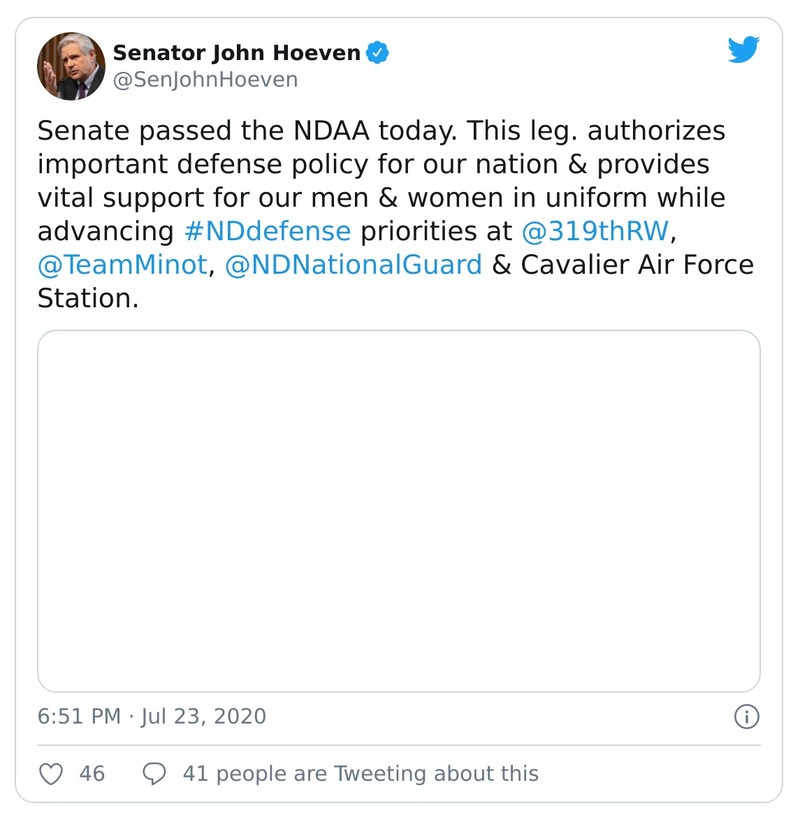 Senator John Hoeven
@SenJohnHoeven
Senate passed the NDAA today. This leg. authorizes
important defense policy for our nation & provides
vital support for our men & women in uniform while
advancing #NDdefense priorities at @319thRW,
@TeamMinot, @NDNationalGuard & Cavalier Air Force
Station.
6:51 PM · Jul 23, 2020
46 41 people are Tweeting about this